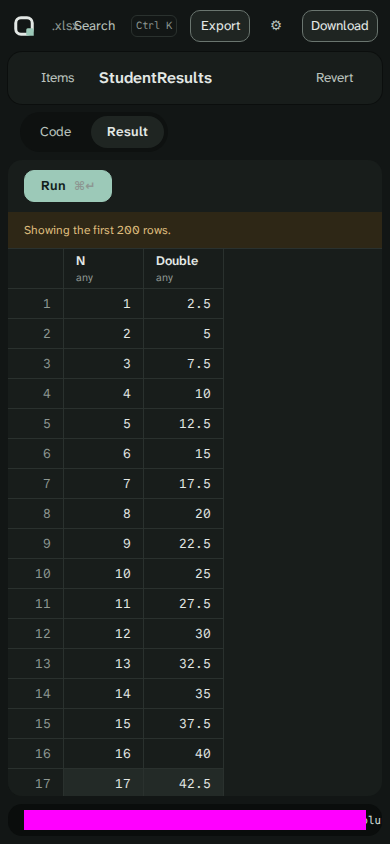 .xls Search Ctrl K Export ⚙ Download
Items StudentResults Revert
Code Result
Run ⌘↵
Showing the first 200 rows.
N Double
any any
1 1 2.5
2 2 5
3 3 7.5
4 4 10
5 5 12.5
6 6 15
7 7 17.5
8 8 20
9 9 22.5
10 10 25
11 11 27.5
12 12 30
13 13 32.5
14 14 35
15 15 37.5
16 16 40
17 17 42.5